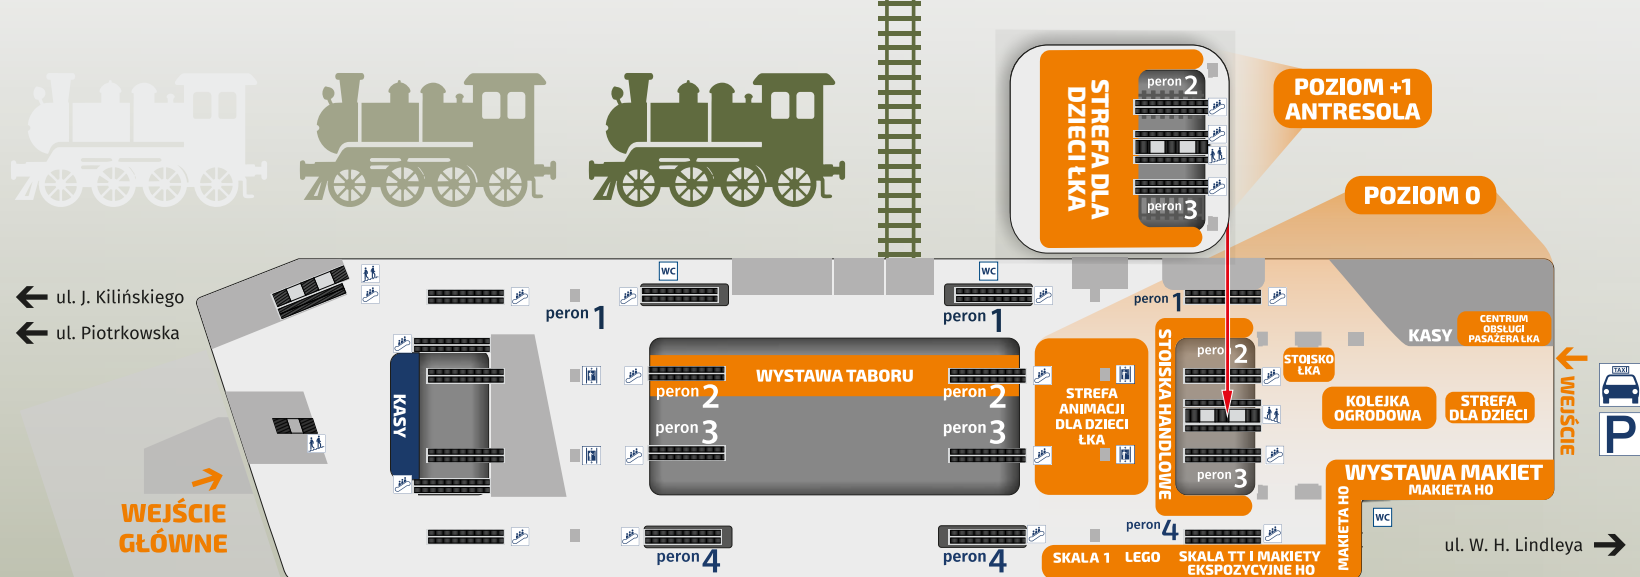 POZIOM +1
ANTRESOLA
STREFA DLA
DZIECI ŁKA
peron 2
peron 3
POZIOM 0
ul. J. Kilińskiego
ul. Piotrkowska
WEJŚCIE
GŁÓWNE
KASY
WC
WC
peron 1
peron 1
peron 1
WYSTAWA TABORU
peron 2
peron 2
peron 3
peron 3
peron 4
peron 4
STREFA
ANIMACJI
DLA DZIECI
ŁKA
STOISKA HANDLOWE
peron 2
peron 3
peron 4
STOISKO
ŁKA
KASY
CENTRUM
OBSŁUGI
PASAŻERA ŁKA
KOLEJKA
OGRODOWA
STREFA
DLA DZIECI
WEJŚCIE
TAXI
P
WYSTAWA MAKIET
MAKIETA H0
MAKIETA H0
WC
SKALA 1
LEGO
SKALA TT I MAKIETY
EKSPOZYCYJNE HO
ul. W. H. Lindleya